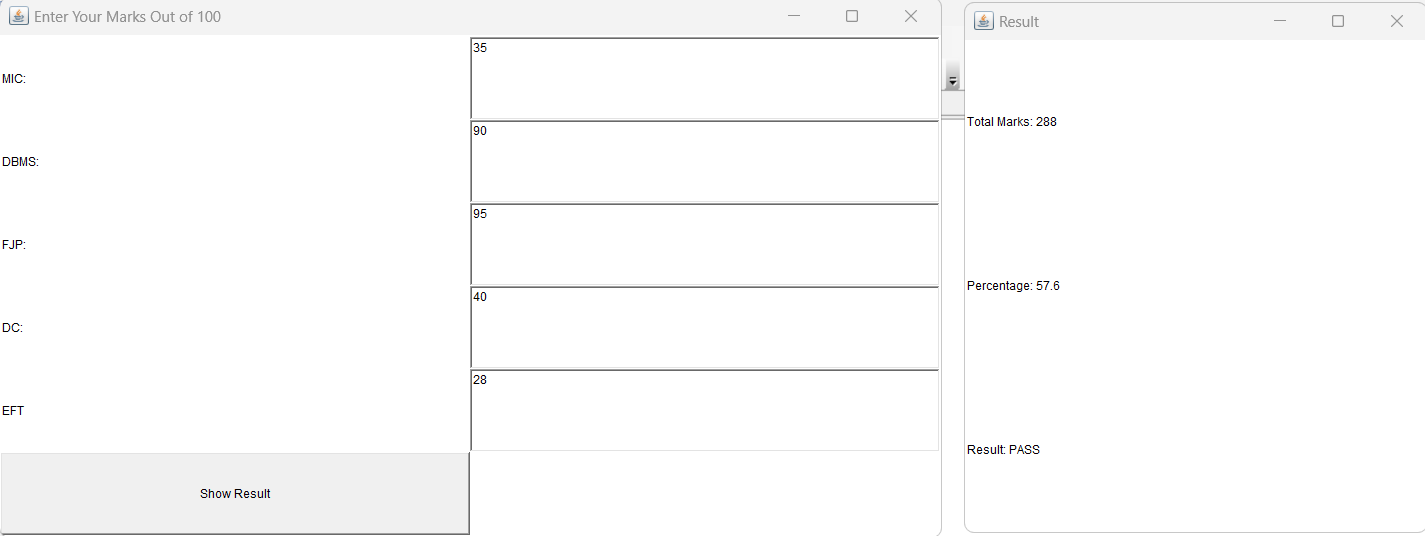 Enter Your Marks Out of 100
MIC:
35
DBMS:
90
FJP:
95
DC:
40
EFT
28
Show Result
Result
Total Marks: 288
Percentage: 57.6
Result: PASS